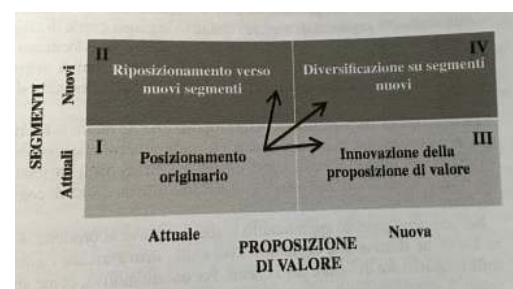 II
Riposizionamento verso
nuovi segmenti
IV
Diversificazione su segmenti
nuovi
SEGMENTI
Nuovi
Attuali
I
Posizionamento
originario
III
Innovazione della
proposizione di valore
Attuale
Nuova
PROPOSIZIONE
DI VALORE